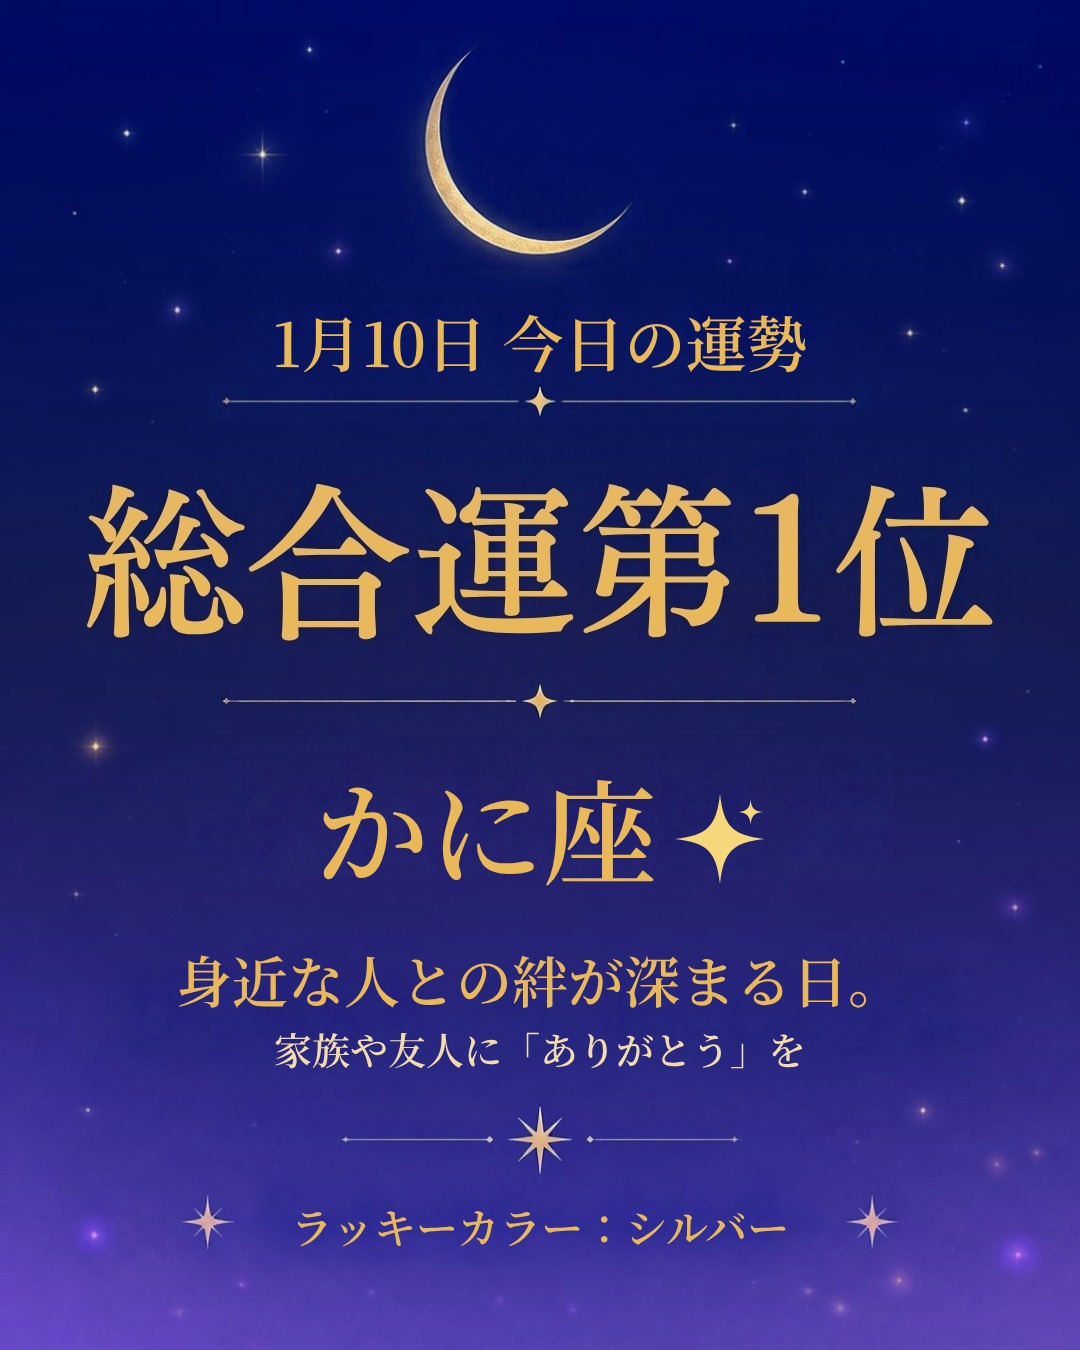 1月10日 今日の運勢
総合運第1位
かに座
身近な人との絆が深まる日。
家族や友人に「ありがとう」を
ラッキーカラー：シルバー